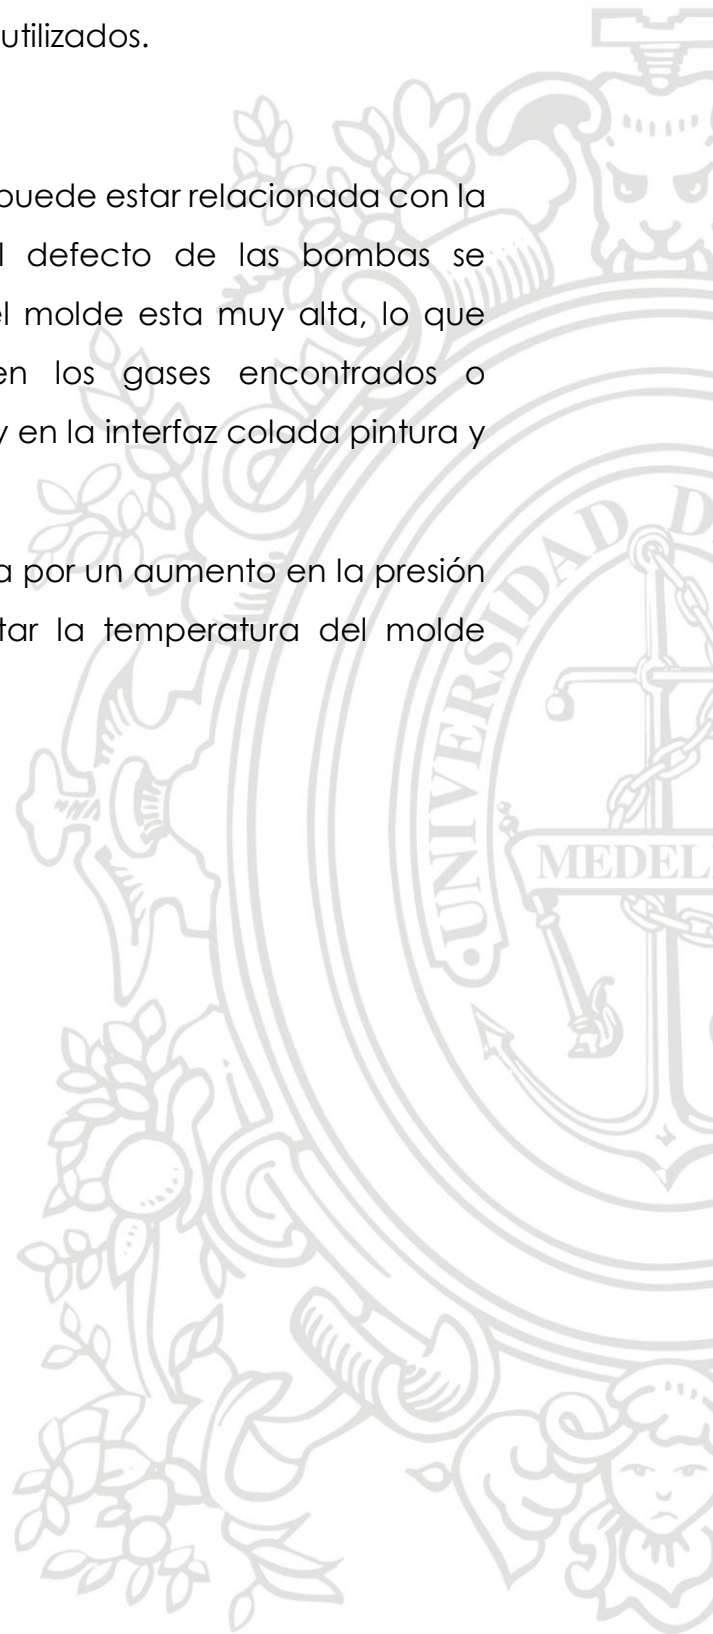 utilizados.
puede estar relacionada con la
l defecto de las bombas se
el molde esta muy alta, lo que
en los gases encontrados o
y en la interfaz colada pintura y
a por un aumento en la presión
tar la temperatura del molde
UNIVERSIDAD D
MEDEL